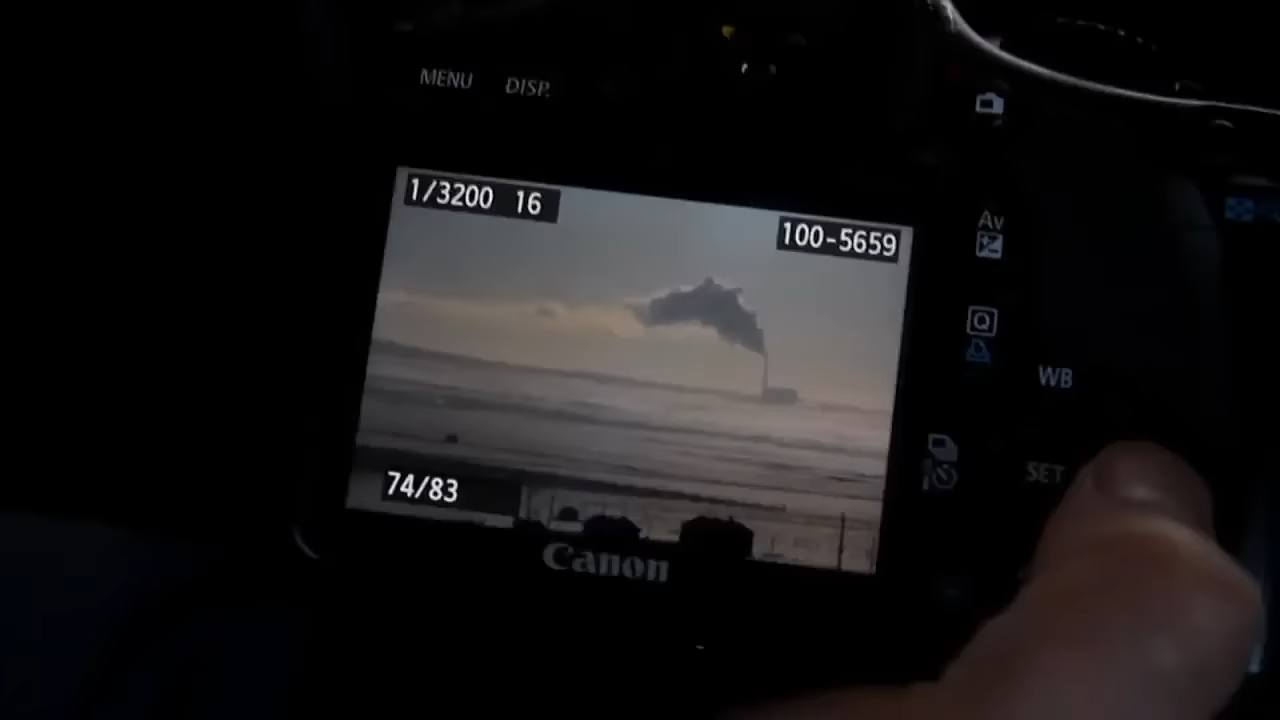 MENU DISP.
1/3200 16
100-5659
Av
Q
WB
74/83
SET
Canon